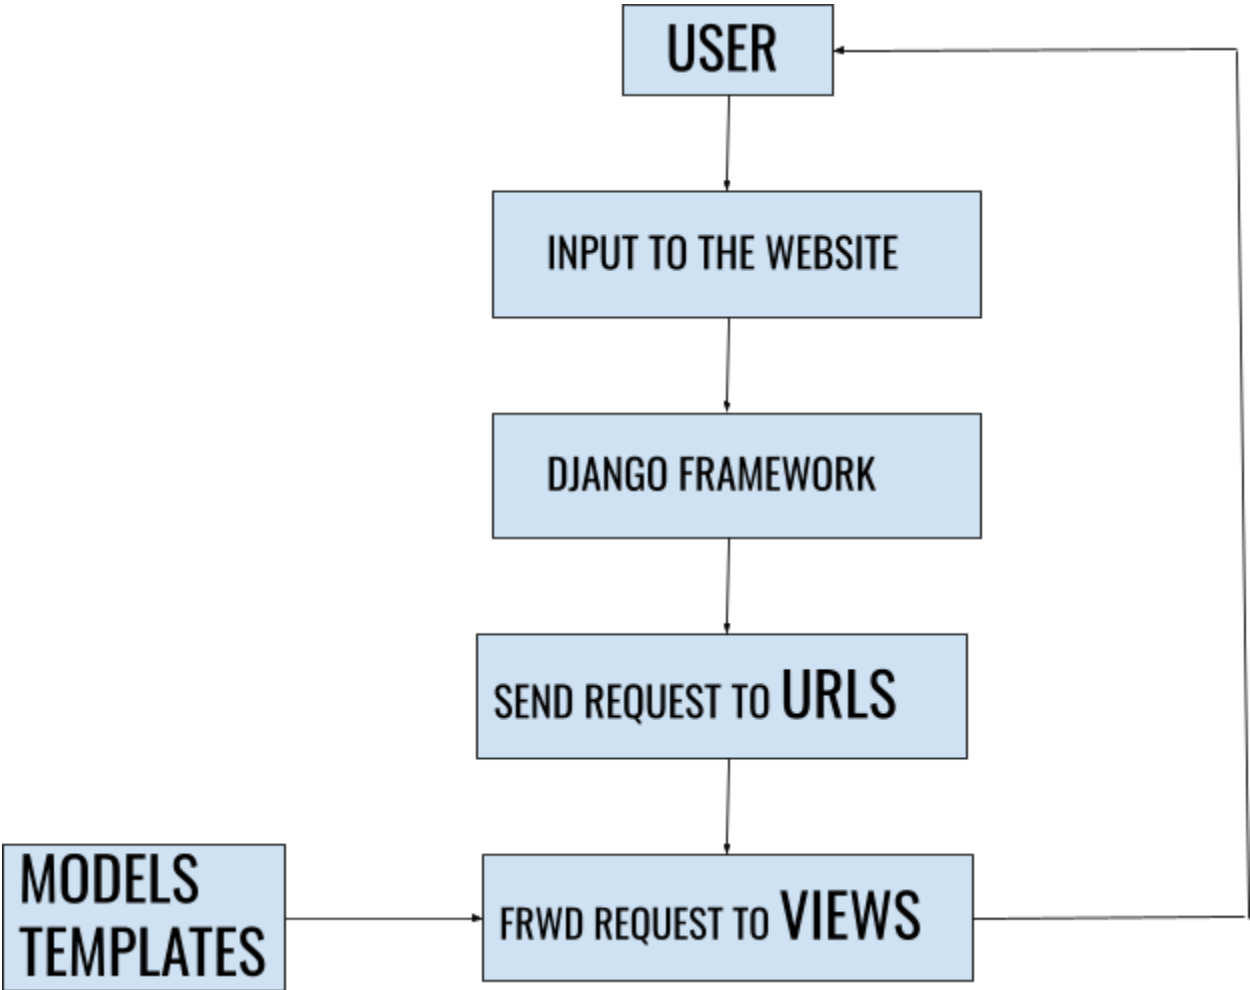 USER
INPUT TO THE WEBSITE
DJANGO FRAMEWORK
SEND REQUEST TO URLS
MODELS
TEMPLATES
FRWD REQUEST TO VIEWS